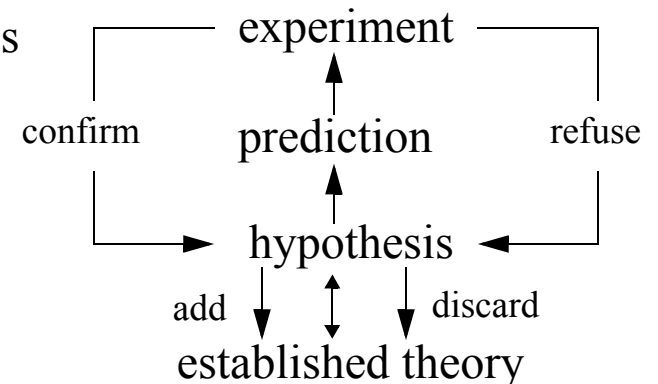 s
experiment
confirm
prediction
refuse
hypothesis
add
discard
established theory